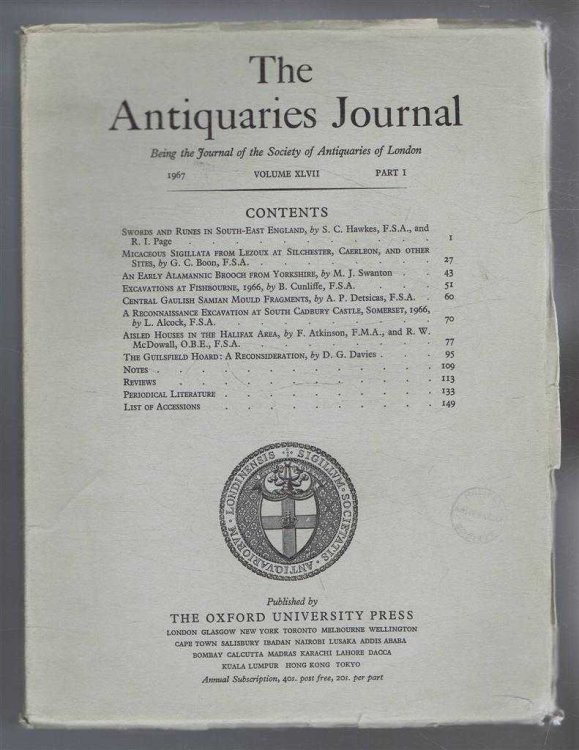 The
Antiquaries Journal
Being the Journal of the Society of Antiquaries of London
1967 VOLUME XLVII PART I
CONTENTS
SWORDS AND RUNES IN SOUTH-EAST ENGLAND, by S. C. HAWKES, F.S.A., and
R. I. PAGE . . . . . . . . . . . 1
MICACEOUS SIGILLATA FROM LEZOUX AT SILCHESTER, CAERLEON, AND OTHER
SITES, by G. C. BOON, F.S.A. . . . . . . . . 27
AN EARLY ALAMANNIC BROOCH FROM YORKSHIRE, by M. J. SWANTON . . 43
EXCAVATIONS AT FISHBOURNE, 1966, by B. CUNLIFFE, F.S.A. . . . . 51
CENTRAL GAULISH SAMIAN MOULD FRAGMENTS, by A. P. DETSICAS, F.S.A. . 60
A RECONNAISSANCE EXCAVATION AT SOUTH CADBURY CASTLE, SOMERSET, 1966,
by L. ALCOCK, F.S.A. . . . . . . . . . 70
AISLED HOUSES IN THE HALIFAX AREA, by F. ATKINSON, F.M.A., and R. W.
MCDOWALL, O.B.E., F.S.A. . . . . . . . . 77
THE GUILSFIELD HOARD: A RECONSIDERATION, by D. G. DAVIES . . . 95
NOTES . . . . . . . . . . . . 109
REVIEWS . . . . . . . . . . . 113
PERIODICAL LITERATURE . . . . . . . . . 133
LIST OF ACCESSIONS . . . . . . . . . 149
SIGILLVM · SOCIETATIS · ANTIQVARIORVM · LONDINENSIS
Published by
THE OXFORD UNIVERSITY PRESS
LONDON GLASGOW NEW YORK TORONTO MELBOURNE WELLINGTON
CAPE TOWN SALISBURY IBADAN NAIROBI LUSAKA ADDIS ABABA
BOMBAY CALCUTTA MADRAS KARACHI LAHORE DACCA
KUALA LUMPUR HONG KONG TOKYO
Annual Subscription, 40s. post free, 20s. per part